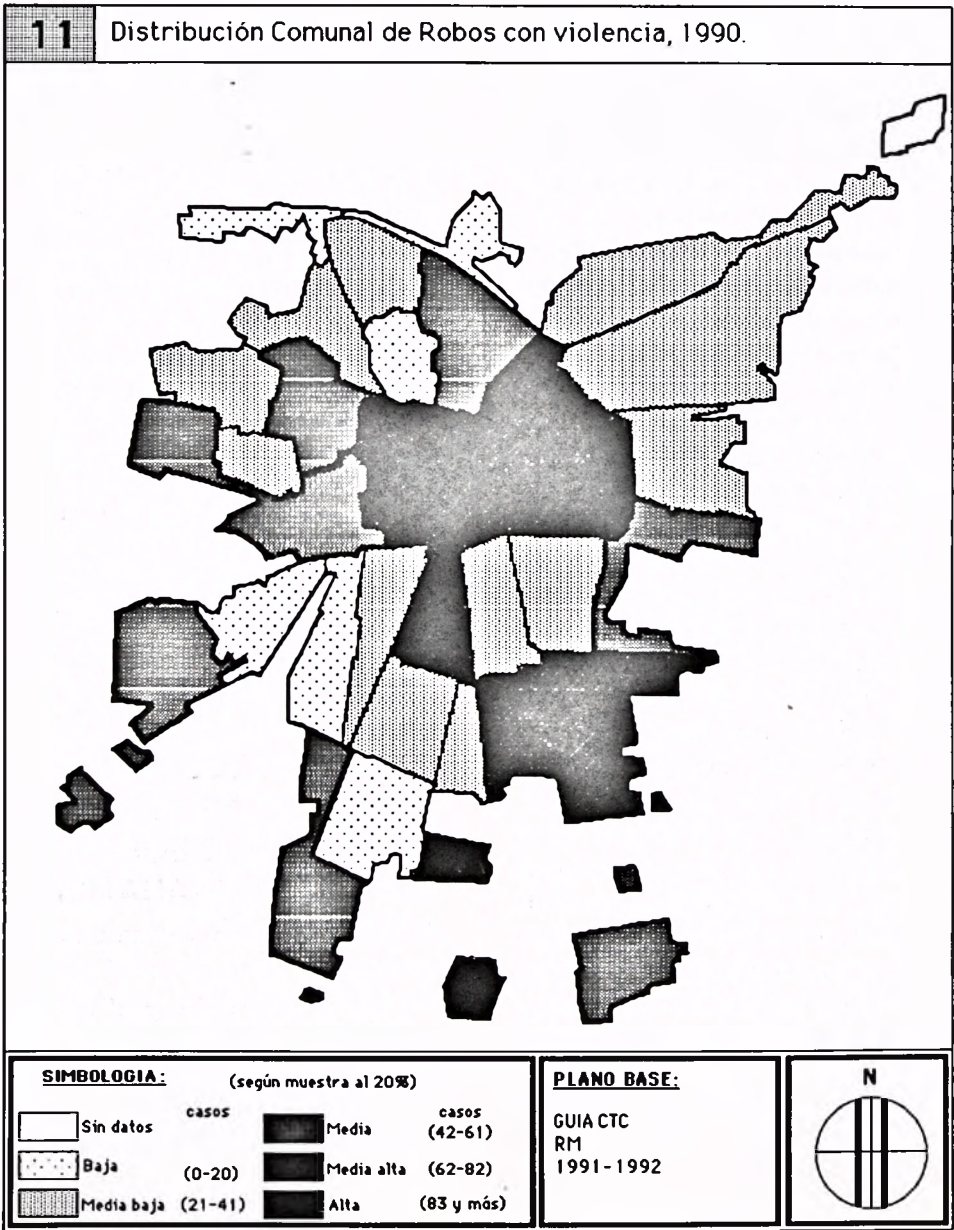 11 Distribución Comunal de Robos con violencia, 1990.
SIMBOLOGIA: (según muestra al 20%)
casos casos
Sin datos Media (42-61)
Baja (0-20) Media alta (62-82)
Media baja (21-41) Alta (83 y más)
PLANO BASE:
GUIA CTC
RM
1991-1992
N